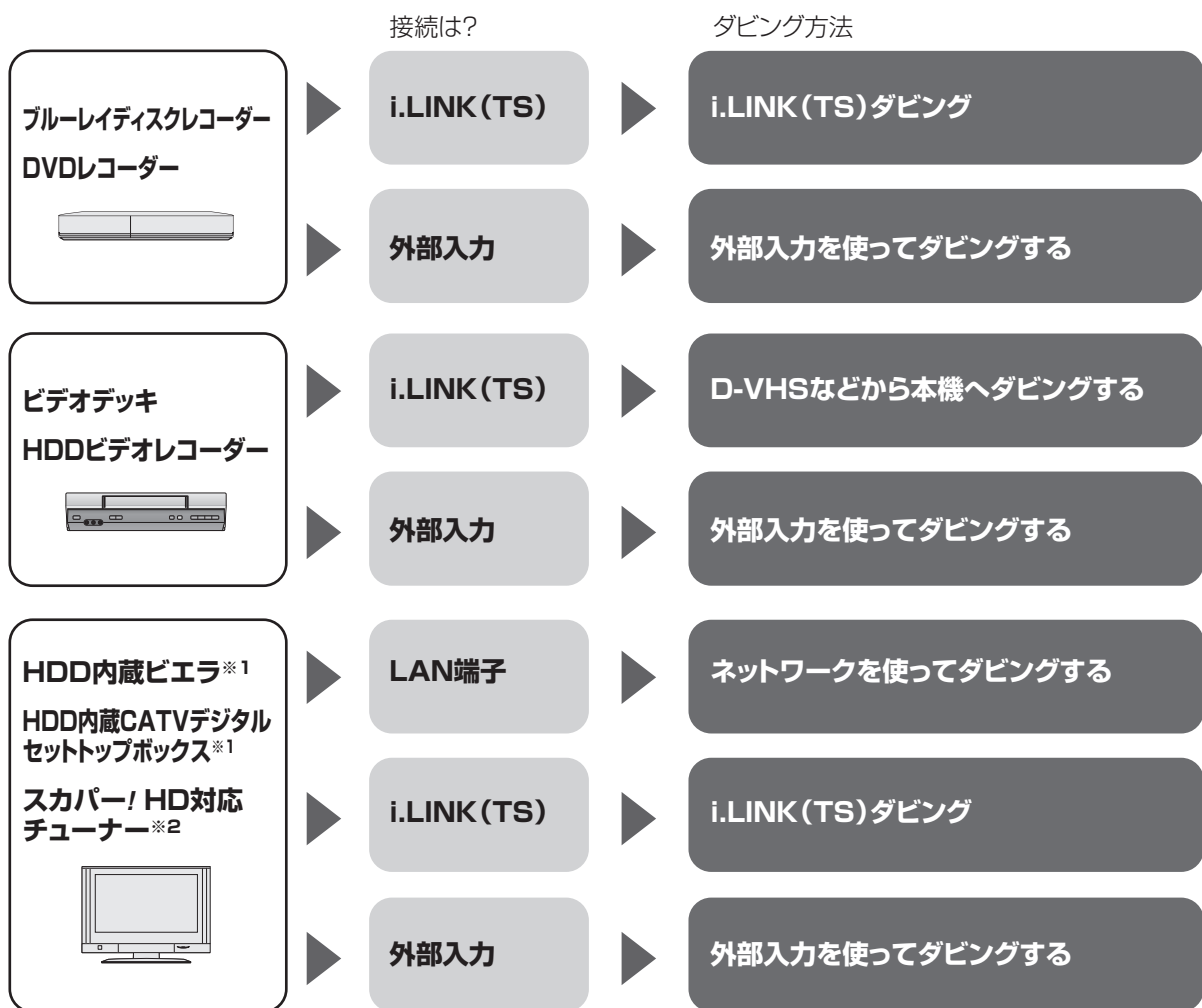 接続は?
ダビング方法
ブルーレイディスクレコーダー
DVDレコーダー
i.LINK(TS)
i.LINK(TS)ダビング
外部入力
外部入力を使ってダビングする
ビデオデッキ
HDDビデオレコーダー
i.LINK(TS)
D-VHSなどから本機へダビングする
外部入力
外部入力を使ってダビングする
HDD内蔵ビエラ※1
HDD内蔵CATVデジタル
セットトップボックス※1
スカパー! HD対応
チューナー※2
LAN端子
ネットワークを使ってダビングする
i.LINK(TS)
i.LINK(TS)ダビング
外部入力
外部入力を使ってダビングする